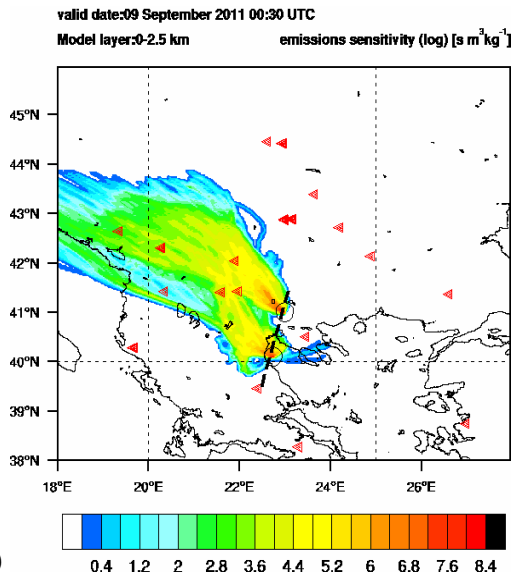 valid date:09 September 2011 00:30 UTC
Model layer:0-2.5 km emissions sensitivity (log) [s m³kg⁻¹]
45°N
44°N
43°N
42°N
41°N
40°N
39°N
38°N
18°E 20°E 22°E 24°E 26°E
0.4 1.2 2 2.8 3.6 4.4 5.2 6 6.8 7.6 8.4
)